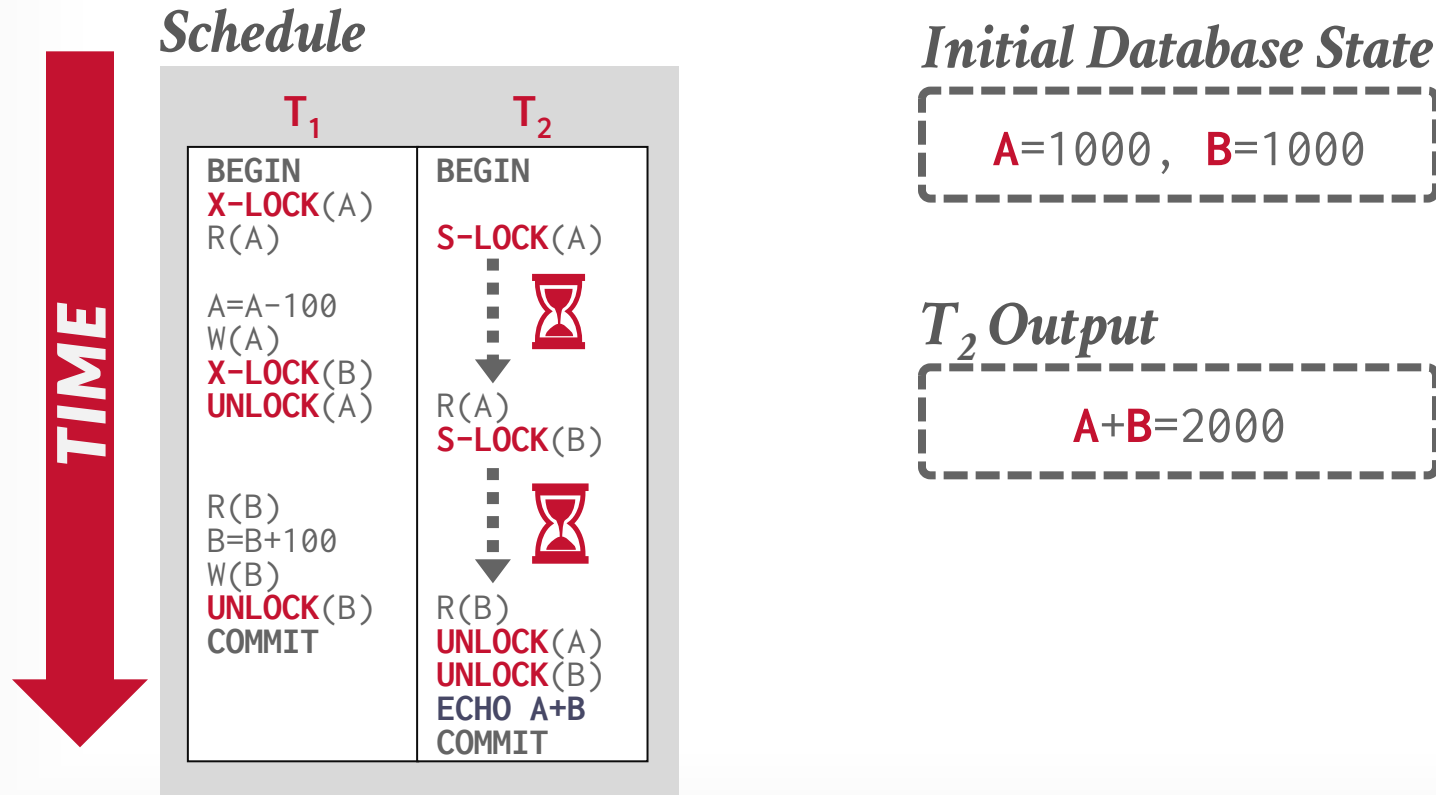 Schedule
TIME
T₁ T₂
BEGIN BEGIN
X-LOCK(A)
R(A) S-LOCK(A)
A=A-100
W(A)
X-LOCK(B)
UNLOCK(A) R(A)
S-LOCK(B)
R(B)
B=B+100
W(B)
UNLOCK(B) R(B)
COMMIT UNLOCK(A)
UNLOCK(B)
ECHO A+B
COMMIT
Initial Database State
A=1000, B=1000
T₂ Output
A+B=2000